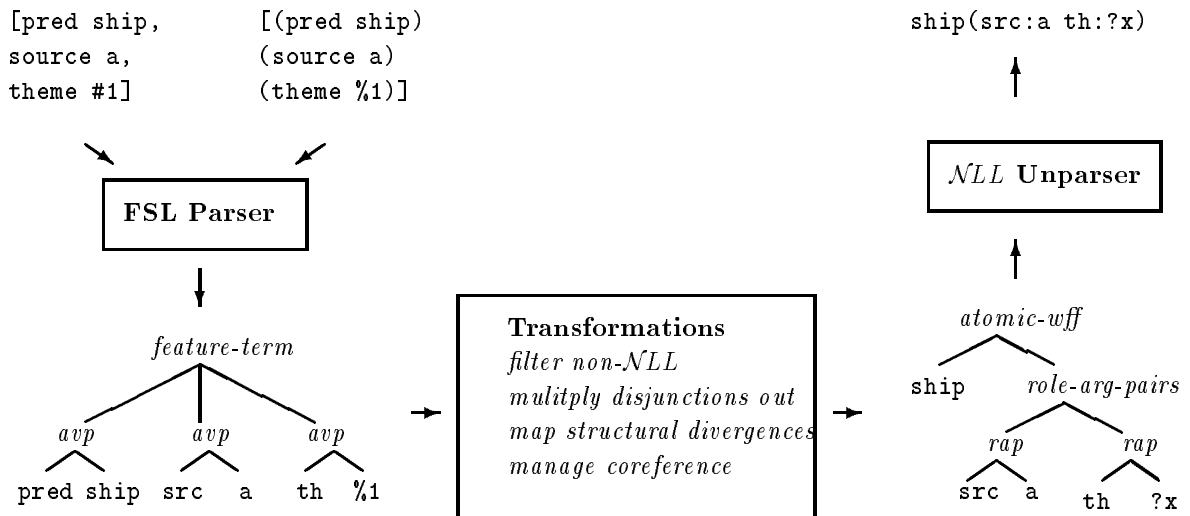 [pred ship,
source a,
theme #1]
[(pred ship)
(source a)
(theme %1)]
FSL Parser
feature-term
avp avp avp
pred ship src a th %1
Transformations
filter non-NLL
mulitply disjunctions out
map structural divergences
manage coreference
ship(src:a th:?x)
NLL Unparser
atomic-wff
ship role-arg-pairs
rap rap
src a th ?x